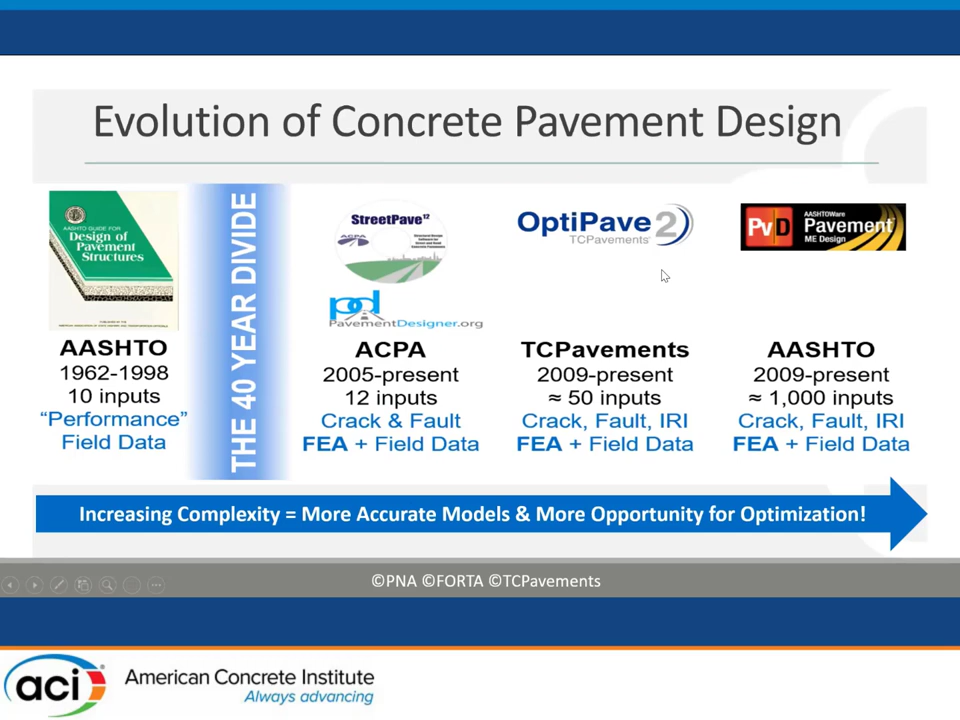 Evolution of Concrete Pavement Design
AASHTO GUIDE FOR
Design of
Pavement
Structures
AASHTO
1962-1998
10 inputs
“Performance”
Field Data
THE 40 YEAR DIVIDE
StreetPave12
ACPA
pd
PavementDesigner.org
ACPA
2005-present
12 inputs
Crack & Fault
FEA + Field Data
OptiPave 2
TCPavements
TCPavements
2009-present
≈ 50 inputs
Crack, Fault, IRI
FEA + Field Data
PvD
AASHTOWare
Pavement
ME Design
AASHTO
2009-present
≈ 1,000 inputs
Crack, Fault, IRI
FEA + Field Data
Increasing Complexity = More Accurate Models & More Opportunity for Optimization!
©PNA ©FORTA ©TCPavements
aci
American Concrete Institute
Always advancing